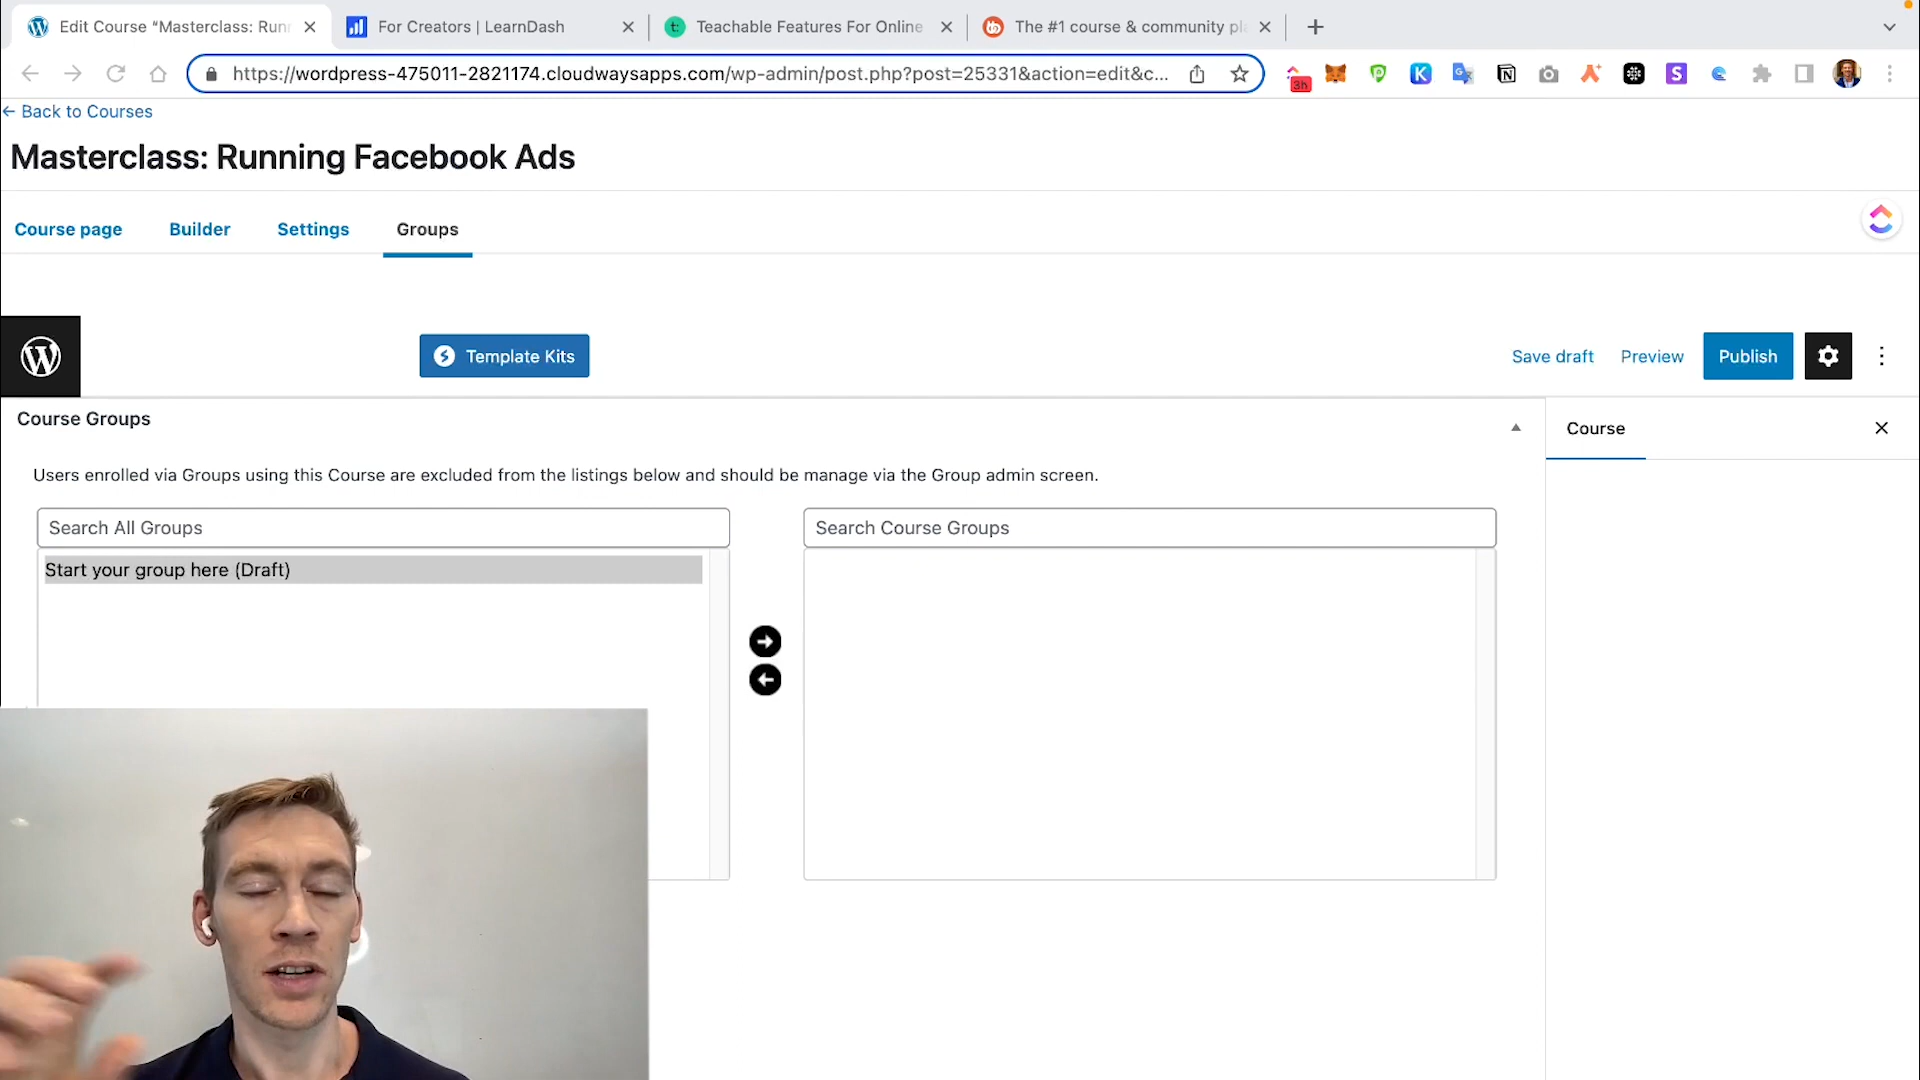 Edit Course "Masterclass: Runn
For Creators | LearnDash
Teachable Features For Online
The #1 course & community pla
https://wordpress-475011-2821174.cloudwaysapps.com/wp-admin/post.php?post=25331&action=edit&c...
3h
← Back to Courses
Masterclass: Running Facebook Ads
Course page
Builder
Settings
Groups
Template Kits
Save draft
Preview
Publish
Course Groups
Course
Users enrolled via Groups using this Course are excluded from the listings below and should be manage via the Group admin screen.
Search All Groups
Search Course Groups
Start your group here (Draft)